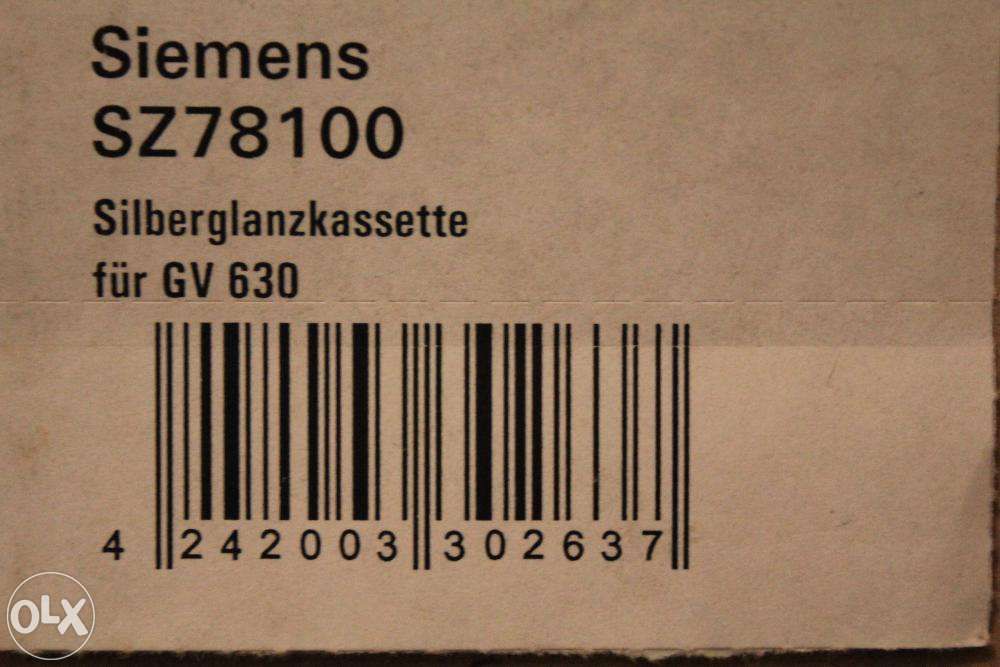 Siemens
SZ78100
Silberglanzkassette
für GV 630
4 242003 302637
OLX